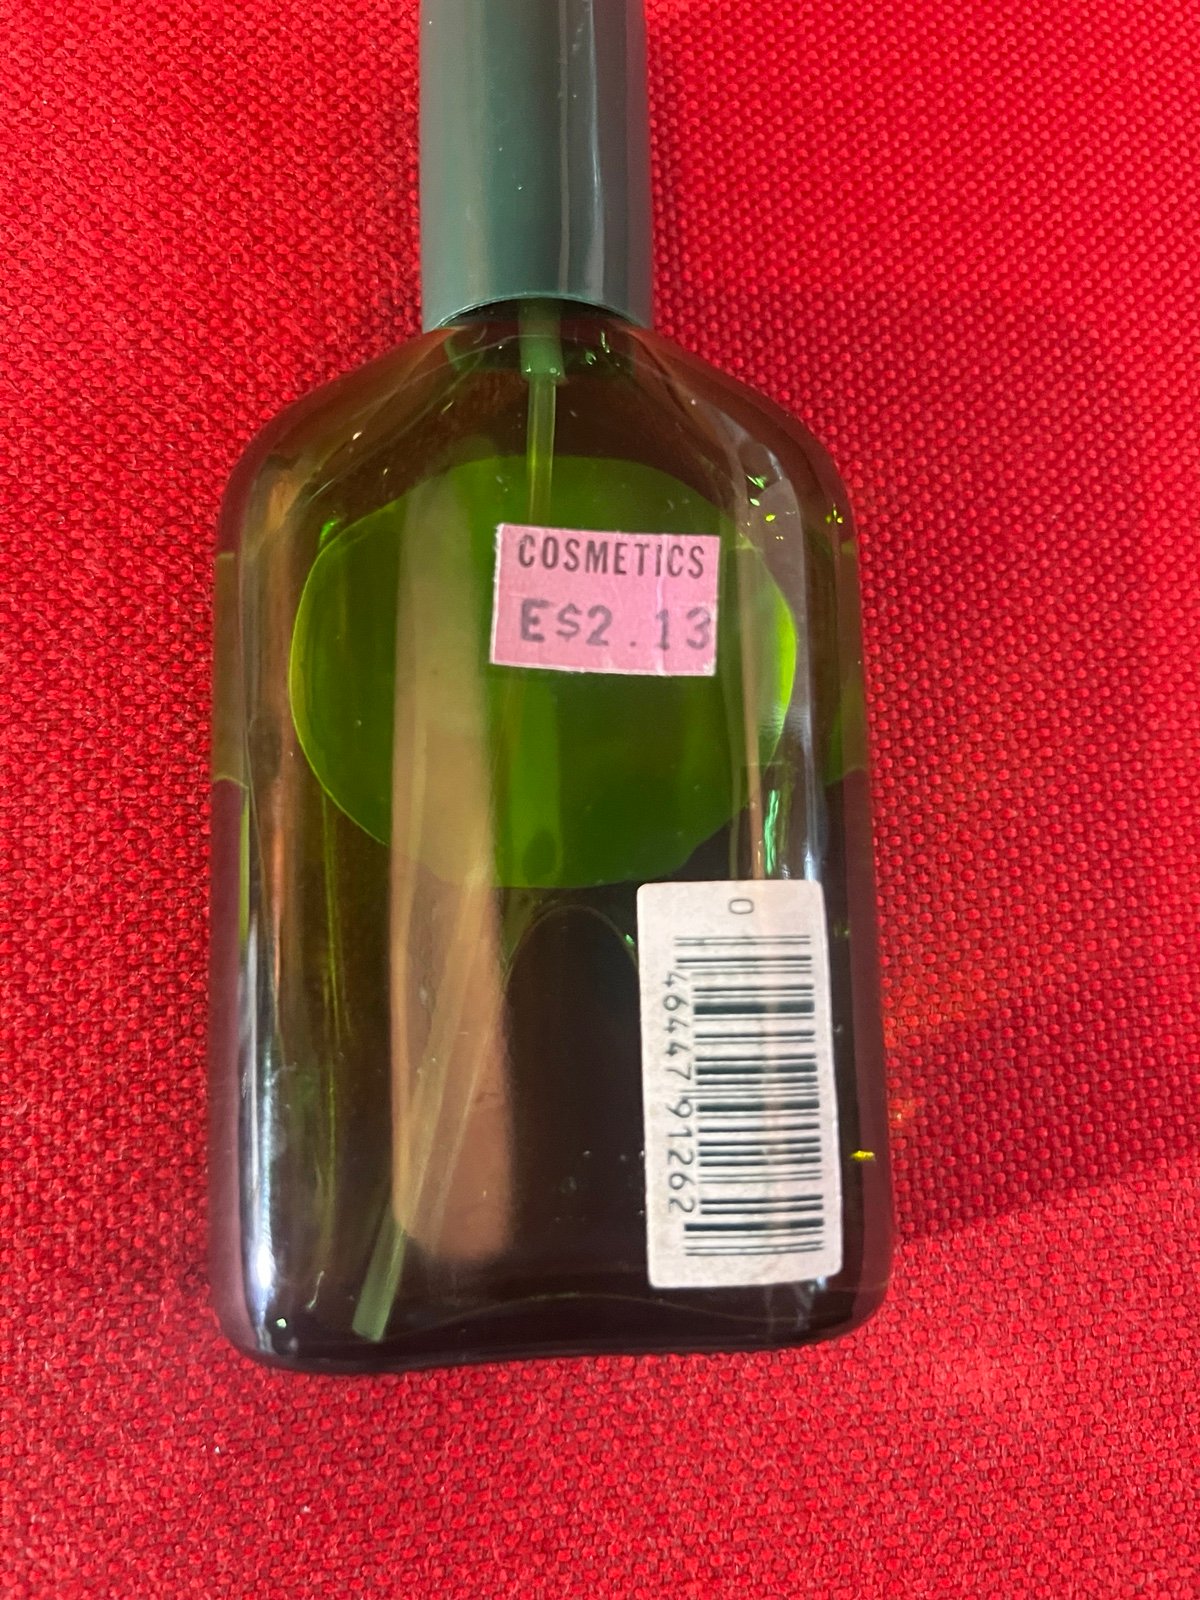 COSMETICS
E$2.13
0
46447 91262